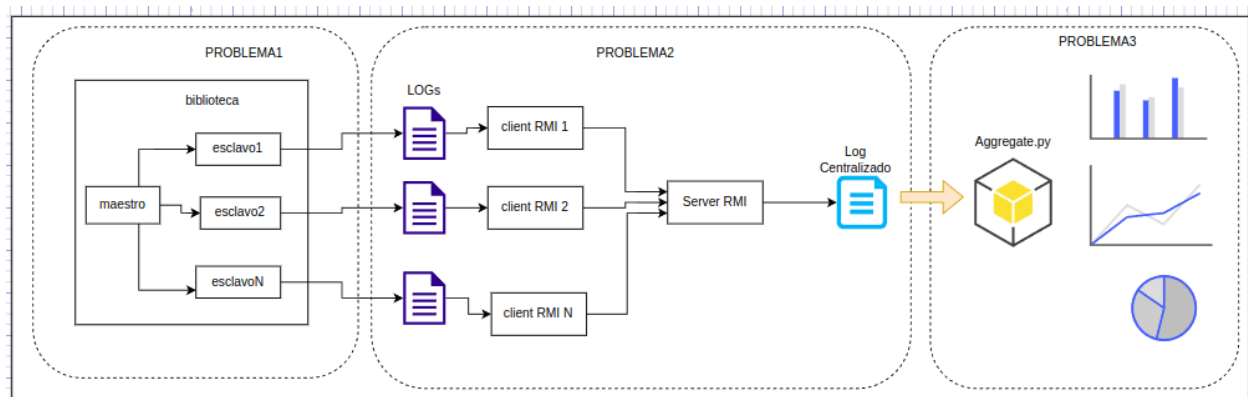 PROBLEMA1
biblioteca
maestro
esclavo1
esclavo2
esclavoN
PROBLEMA2
LOGs
client RMI 1
client RMI 2
client RMI N
Server RMI
Log
Centralizado
PROBLEMA3
Aggregate.py